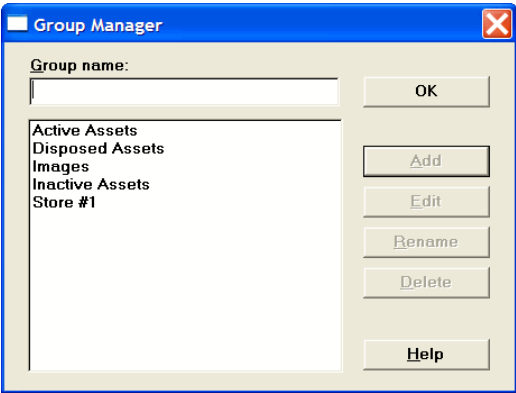 Group Manager
Group name:
OK
Active Assets
Disposed Assets
Images
Inactive Assets
Store #1
Add
Edit
Rename
Delete
Help